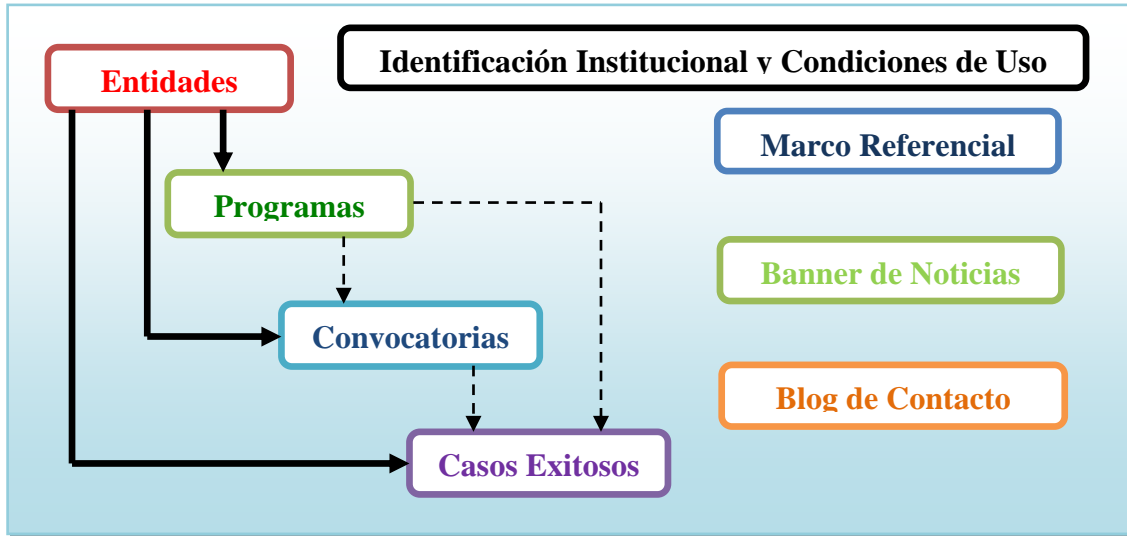 Identificación Institucional y Condiciones de Uso
Entidades
Marco Referencial
Programas
Banner de Noticias
Convocatorias
Blog de Contacto
Casos Exitosos